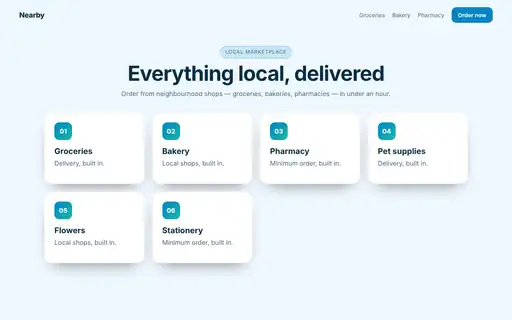 Nearby
Groceries Bakery Pharmacy Order now
LOCAL MARKETPLACE
Everything local, delivered
Order from neighbourhood shops — groceries, bakeries, pharmacies — in under an hour.
01
Groceries
Delivery, built in.
02
Bakery
Local shops, built in.
03
Pharmacy
Minimum order, built in.
04
Pet supplies
Delivery, built in.
05
Flowers
Local shops, built in.
06
Stationery
Minimum order, built in.